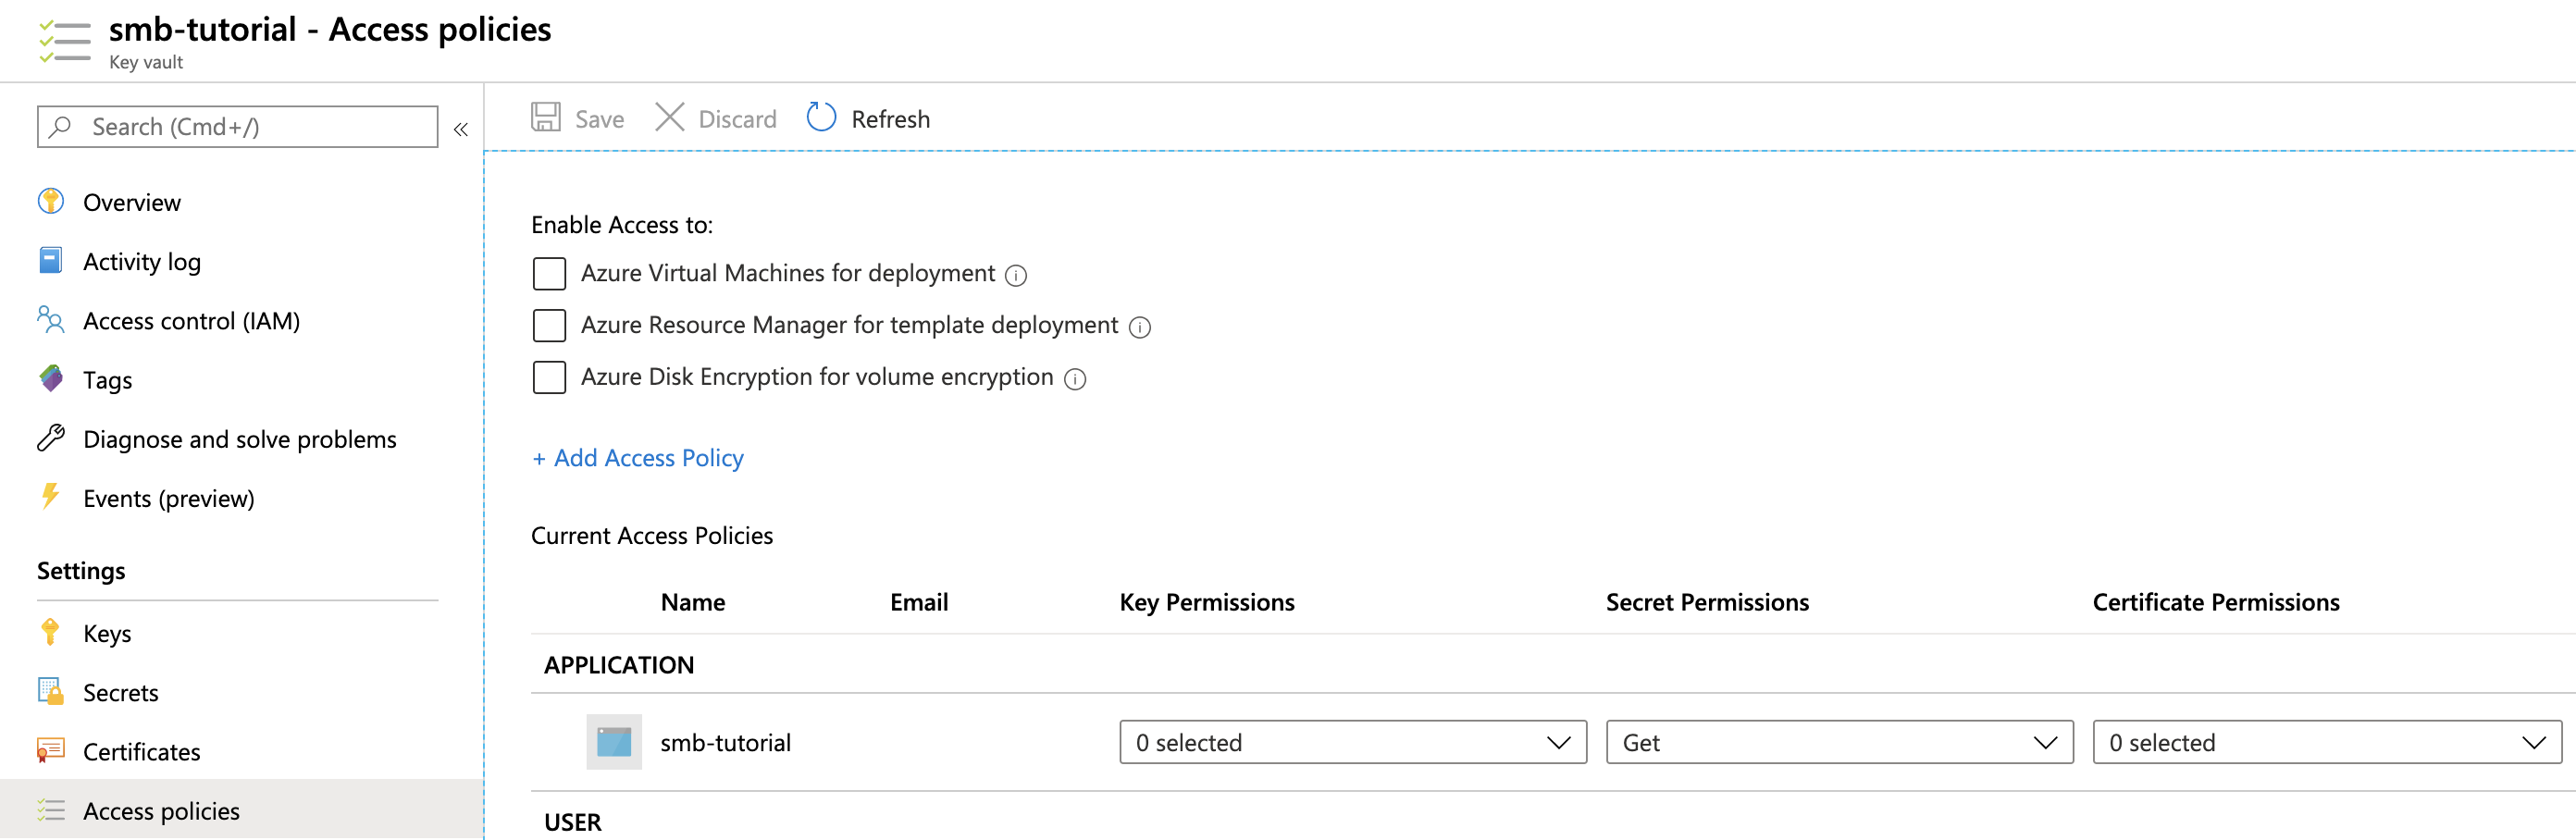 smb-tutorial - Access policies
Key vault
Search (Cmd+/)
«
Overview
Activity log
Access control (IAM)
Tags
Diagnose and solve problems
Events (preview)
Settings
Keys
Secrets
Certificates
Access policies
Save Discard Refresh
Enable Access to:
Azure Virtual Machines for deployment
Azure Resource Manager for template deployment
Azure Disk Encryption for volume encryption
+ Add Access Policy
Current Access Policies
Name Email Key Permissions Secret Permissions Certificate Permissions
APPLICATION
smb-tutorial 0 selected Get 0 selected
USER